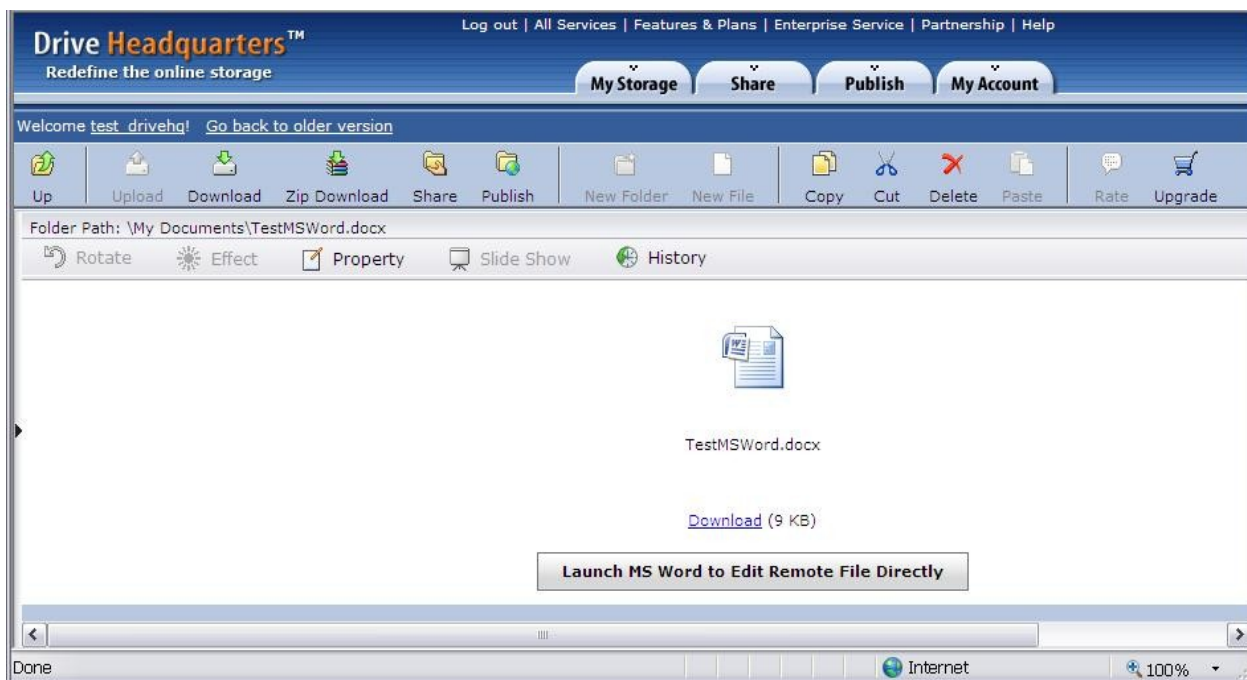 Log out | All Services | Features & Plans | Enterprise Service | Partnership | Help
Drive Headquarters™
Redefine the online storage
My Storage Share Publish My Account
Welcome test_drivehq! Go back to older version
Up Upload Download Zip Download Share Publish New Folder New File Copy Cut Delete Paste Rate Upgrade
Folder Path: \My Documents\TestMSWord.docx
Rotate Effect Property Slide Show History
TestMSWord.docx
Download (9 KB)
Launch MS Word to Edit Remote File Directly
Done Internet 100%